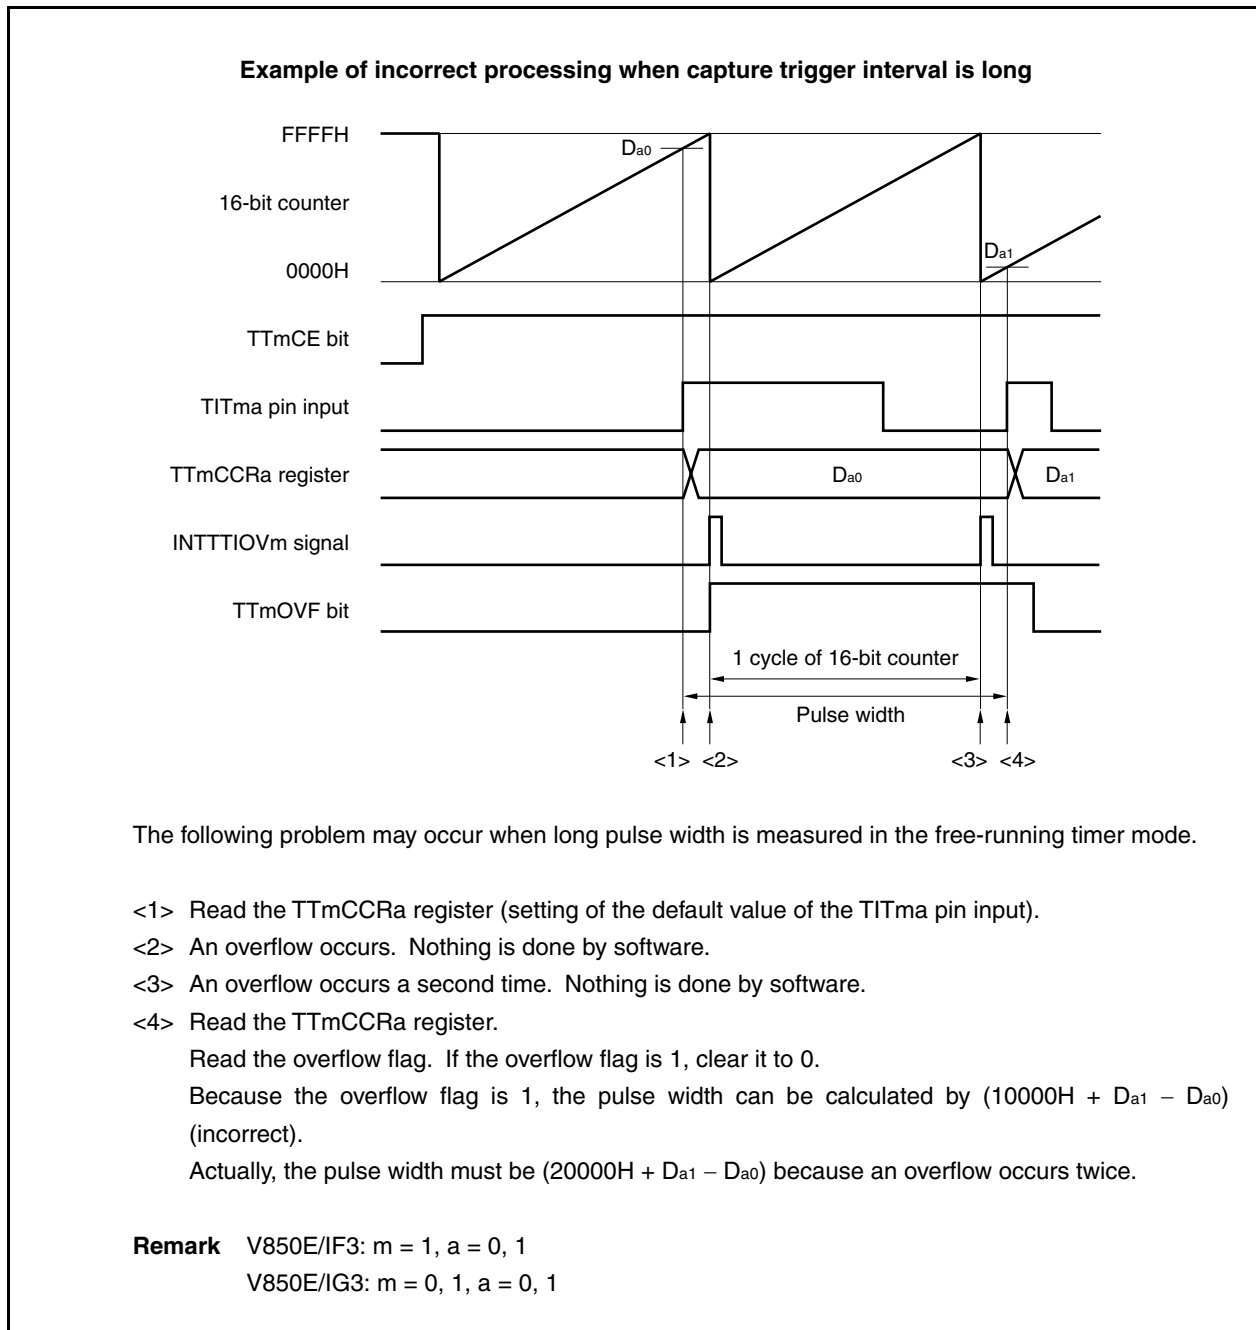 Example of incorrect processing when capture trigger interval is long
FFFFH
Da0
16-bit counter
Da1
0000H
TTmCE bit
TITma pin input
TTmCCRa register
Da0
Da1
INTTTIOVm signal
TTmOVF bit
1 cycle of 16-bit counter
Pulse width
<1> <2> <3> <4>
The following problem may occur when long pulse width is measured in the free-running timer mode.
<1> Read the TTmCCRa register (setting of the default value of the TITma pin input).
<2> An overflow occurs. Nothing is done by software.
<3> An overflow occurs a second time. Nothing is done by software.
<4> Read the TTmCCRa register.
Read the overflow flag. If the overflow flag is 1, clear it to 0.
Because the overflow flag is 1, the pulse width can be calculated by (10000H + Da1 − Da0)
(incorrect).
Actually, the pulse width must be (20000H + Da1 − Da0) because an overflow occurs twice.
Remark V850E/IF3: m = 1, a = 0, 1
V850E/IG3: m = 0, 1, a = 0, 1